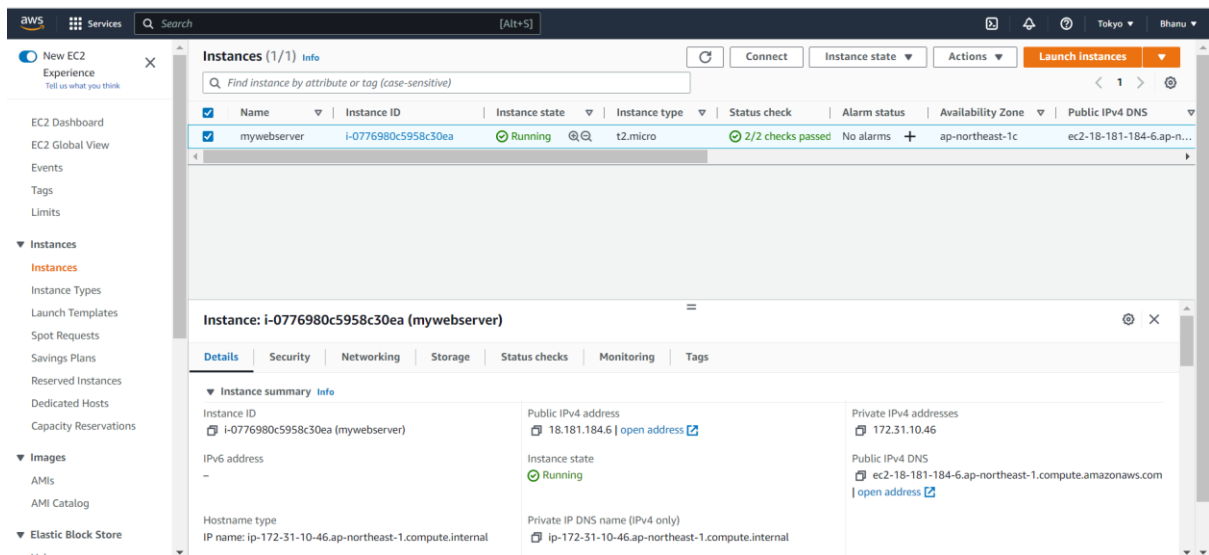 aws Services Search [Alt+S] Tokyo Bhanu
New EC2
Experience
Tell us what you think
EC2 Dashboard
EC2 Global View
Events
Tags
Limits
Instances
Instances
Instance Types
Launch Templates
Spot Requests
Savings Plans
Reserved Instances
Dedicated Hosts
Capacity Reservations
Images
AMIs
AMI Catalog
Elastic Block Store
Instances (1/1) Info Connect Instance state Actions Launch instances
Find instance by attribute or tag (case-sensitive) 1
Name Instance ID Instance state Instance type Status check Alarm status Availability Zone Public IPv4 DNS
mywebserver i-0776980c5958c30ea Running t2.micro 2/2 checks passed No alarms + ap-northeast-1c ec2-18-181-184-6.ap-n...
Instance: i-0776980c5958c30ea (mywebserver)
Details Security Networking Storage Status checks Monitoring Tags
Instance summary Info
Instance ID Public IPv4 address Private IPv4 addresses
i-0776980c5958c30ea (mywebserver) 18.181.184.6 | open address 172.31.10.46
IPv6 address Instance state Public IPv4 DNS
– Running ec2-18-181-184-6.ap-northeast-1.compute.amazonaws.com
| open address
Hostname type Private IP DNS name (IPv4 only)
IP name: ip-172-31-10-46.ap-northeast-1.compute.internal ip-172-31-10-46.ap-northeast-1.compute.internal